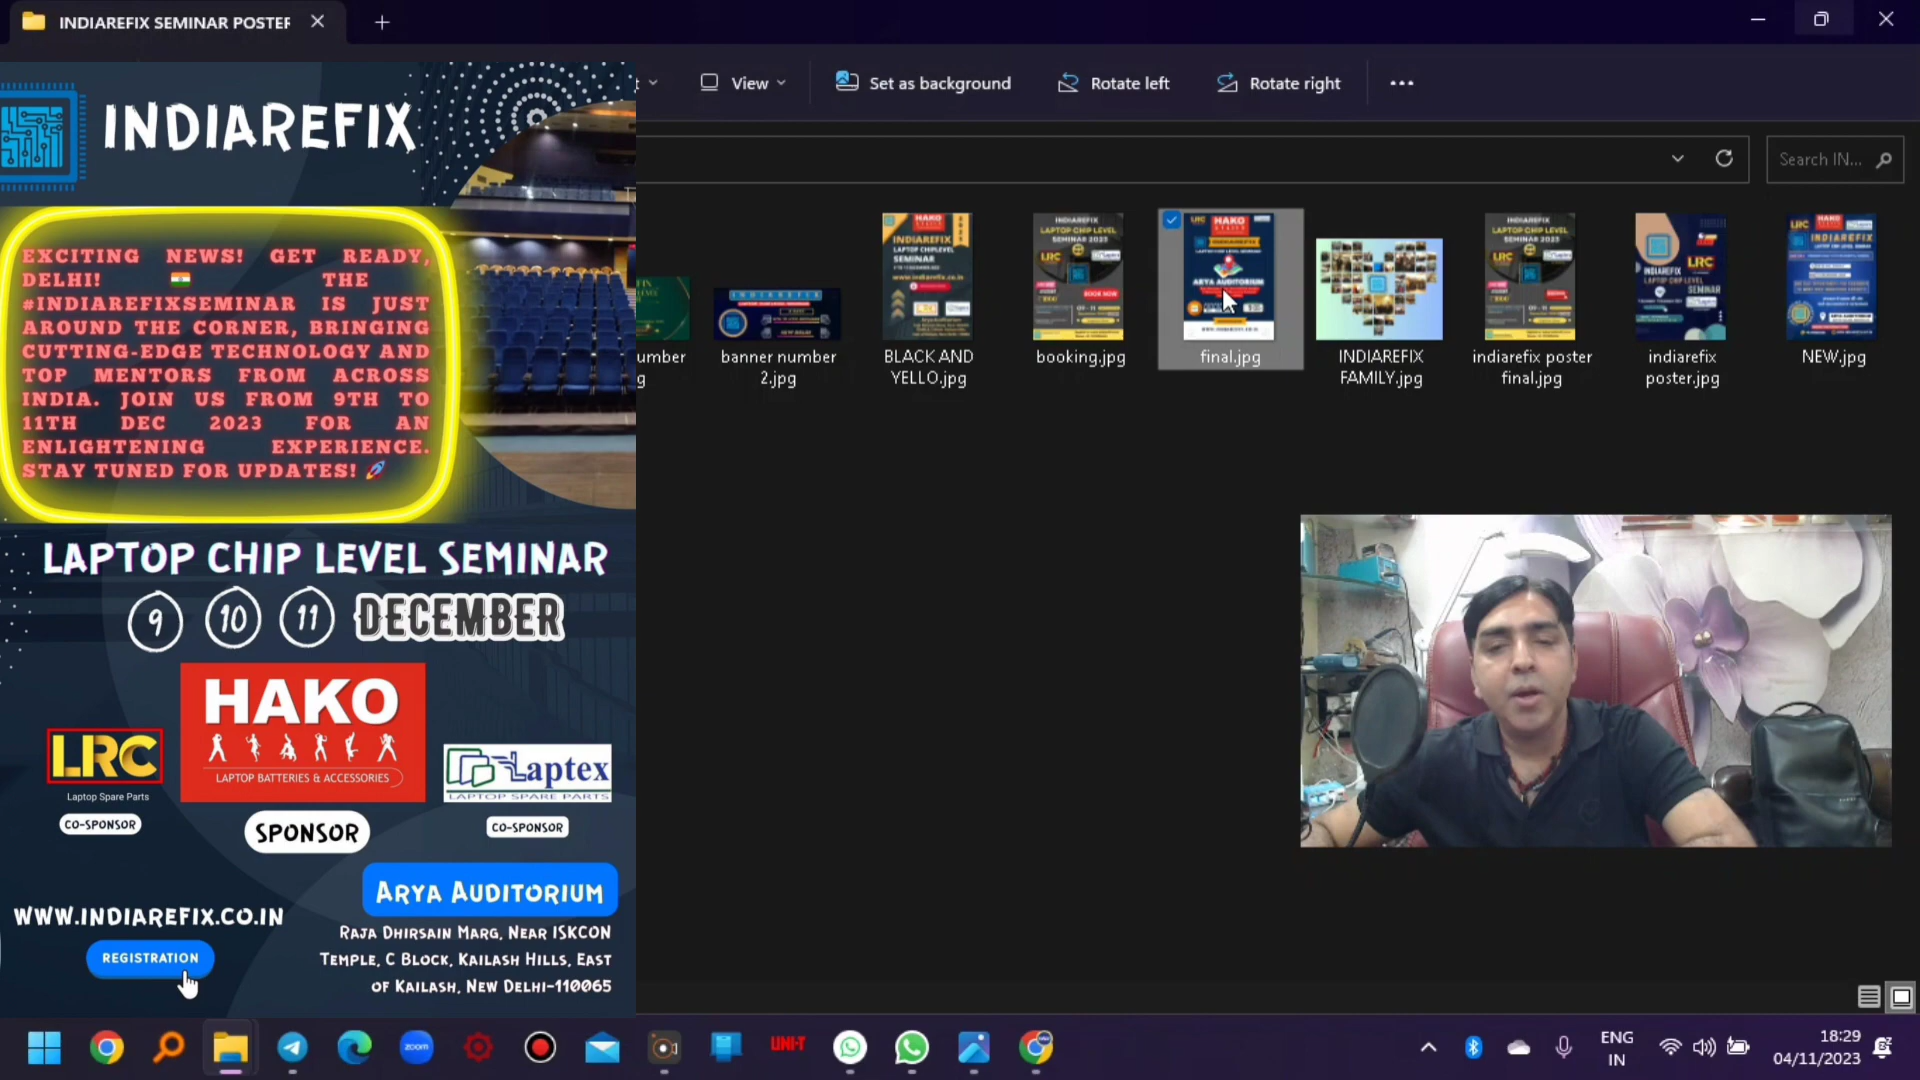 INDIAREFIX SEMINAR POSTER
View
Set as background
Rotate left
Rotate right
Search IN...
INDIAREFIX
EXCITING NEWS! GET READY,
DELHI! 🇮🇳 THE
#INDIAREFIXSEMINAR IS JUST
AROUND THE CORNER, BRINGING
CUTTING-EDGE TECHNOLOGY AND
TOP MENTORS FROM ACROSS
INDIA. JOIN US FROM 9TH TO
11TH DEC 2023 FOR AN
ENLIGHTENING EXPERIENCE.
STAY TUNED FOR UPDATES! 🚀
LAPTOP CHIP LEVEL SEMINAR
9 10 11 DECEMBER
HAKO
LAPTOP BATTERIES & ACCESSORIES
SPONSOR
LRC
Laptop Spare Parts
CO-SPONSOR
Laptex
LAPTOP SPARE PARTS
CO-SPONSOR
WWW.INDIAREFIX.CO.IN
REGISTRATION
ARYA AUDITORIUM
RAJA DHIRSAIN MARG, NEAR ISKCON
TEMPLE, C BLOCK, KAILASH HILLS, EAST
OF KAILASH, NEW DELHI-110065
banner number
2.jpg
BLACK AND
YELLO.jpg
booking.jpg
final.jpg
INDIAREFIX
FAMILY.jpg
indiarefix poster
final.jpg
indiarefix
poster.jpg
NEW.jpg
zoom
UNI-T
ENG
IN
18:29
04/11/2023